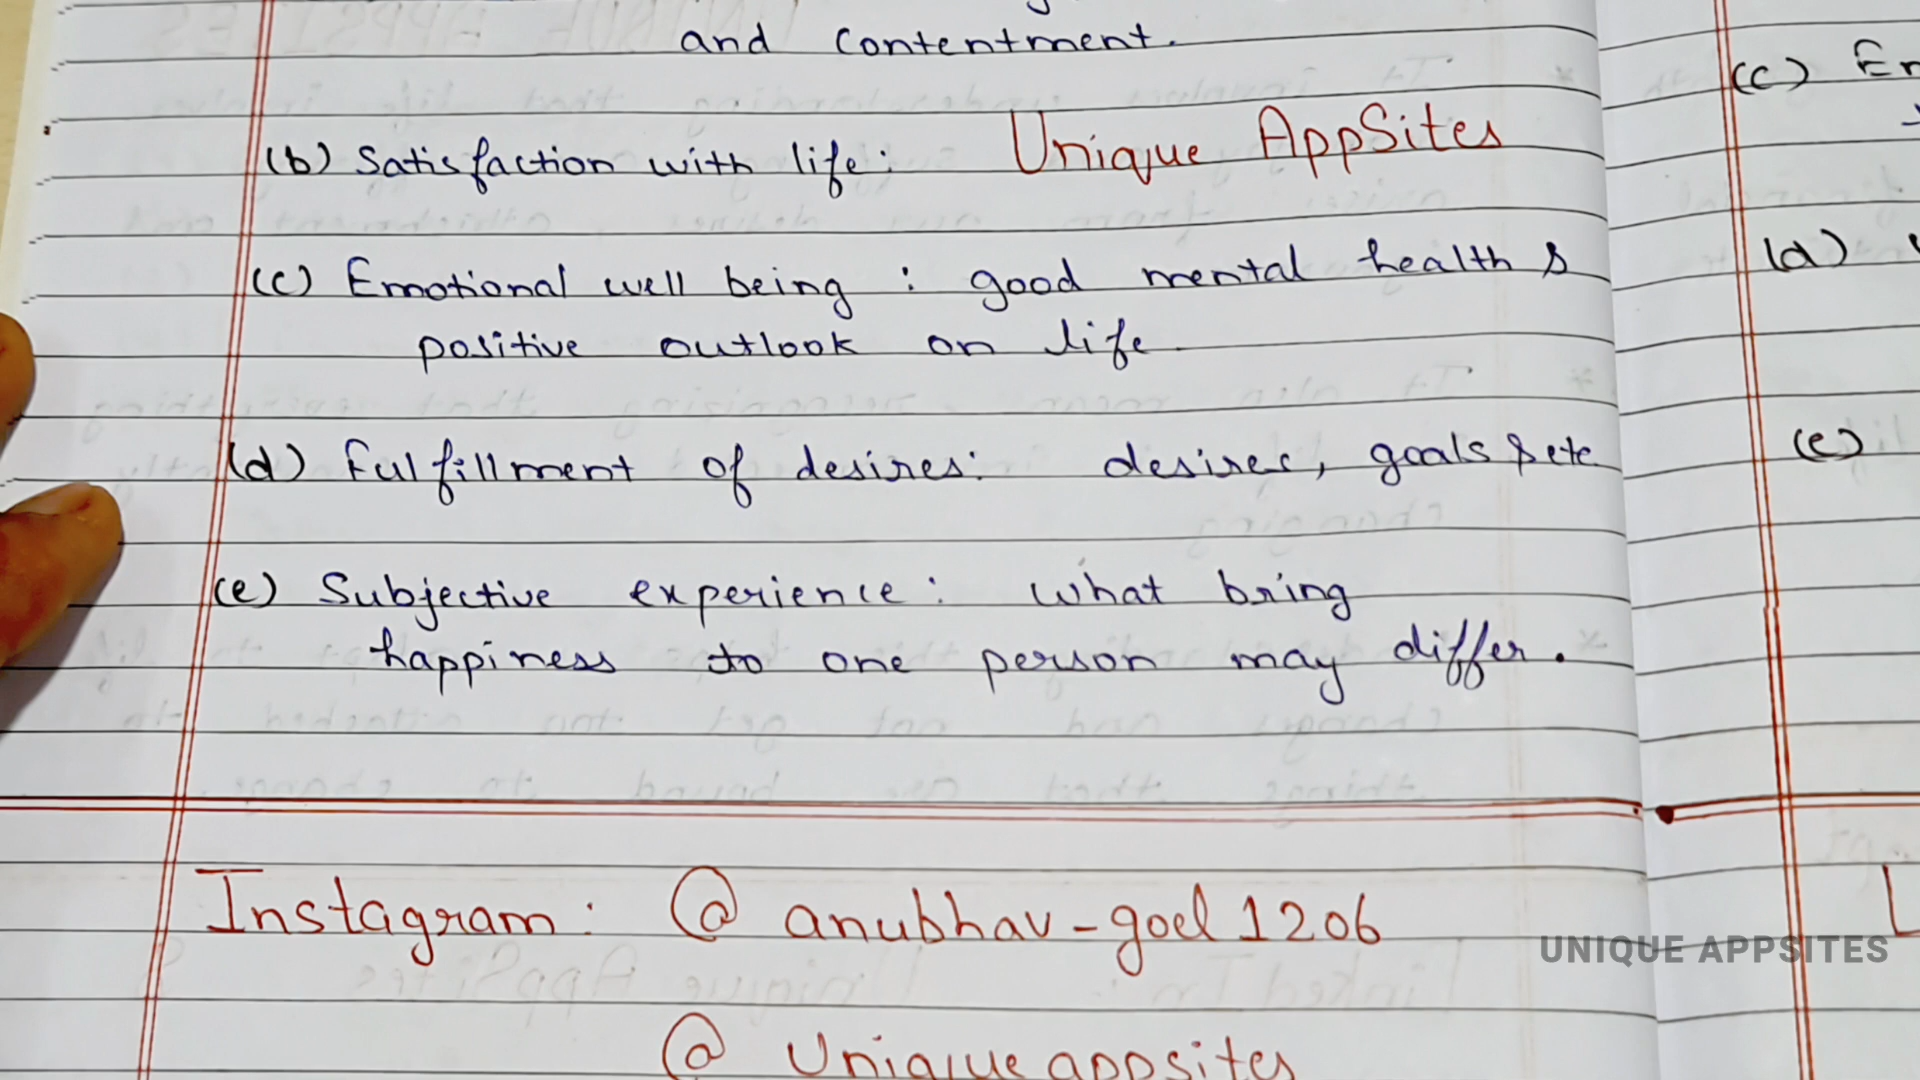 and contentment.
(b) Satisfaction with life: Unique AppSites
(c) Emotional well being : good mental health &
positive outlook on life.
(d) Fulfillment of desires: desires, goals & etc
(e) Subjective experience: what bring
happiness to one person may differ.
Instagram: @ anubhav-goel 1206
@ Unique appsites
(c)
(d)
(e)
UNIQUE APPSITES